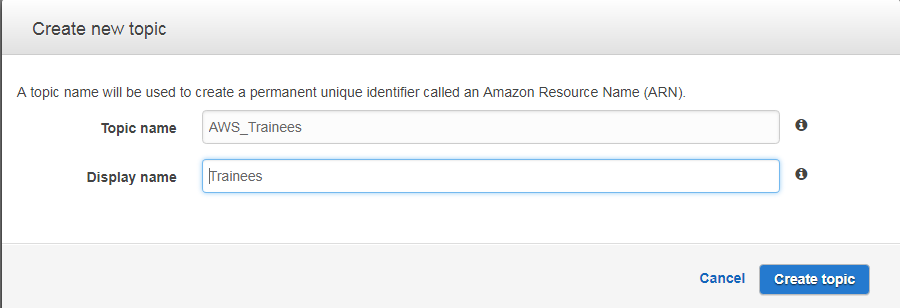 Create new topic
A topic name will be used to create a permanent unique identifier called an Amazon Resource Name (ARN).
Topic name AWS_Trainees
Display name Trainees
Cancel Create topic